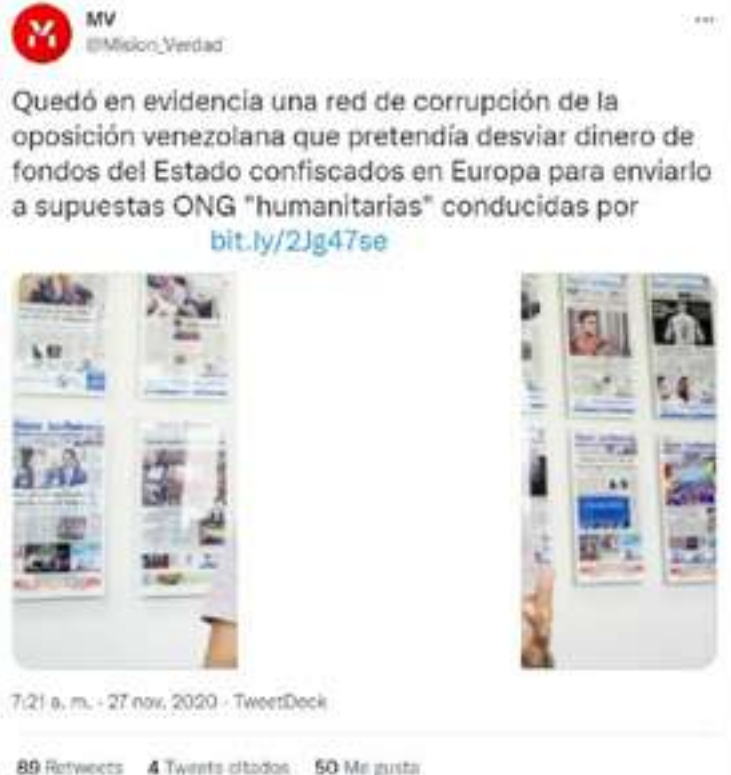 MV
@Mision_Verdad
Quedó en evidencia una red de corrupción de la
oposición venezolana que pretendía desviar dinero de
fondos del Estado confiscados en Europa para enviarlo
a supuestas ONG "humanitarias" conducidas por
bit.ly/2Jg47se
7:21 a. m. · 27 nov. 2020 · TweetDeck
89 Retweets 4 Tweets citados 50 Me gusta